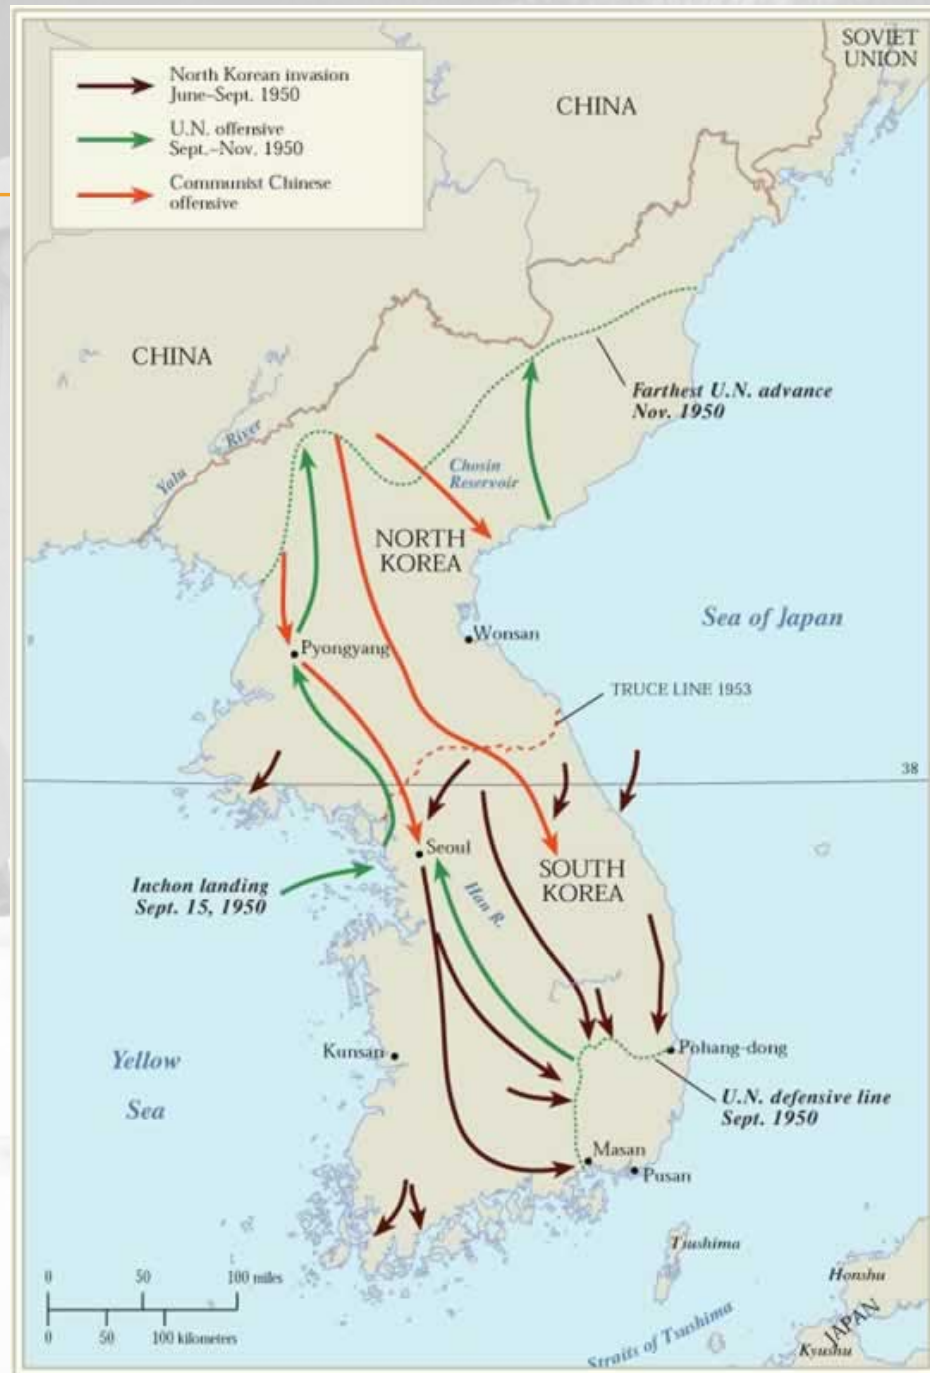 North Korean invasion
June–Sept. 1950
U.N. offensive
Sept.–Nov. 1950
Communist Chinese
offensive
SOVIET
UNION
CHINA
CHINA
Farthest U.N. advance
Nov. 1950
Yalu River
Chosin
Reservoir
NORTH
KOREA
Sea of Japan
Wonsan
Pyongyang
TRUCE LINE 1953
38
Seoul
SOUTH
KOREA
Inchon landing
Sept. 15, 1950
Han R.
Yellow
Sea
Kunsan
Pohang-dong
U.N. defensive line
Sept. 1950
Masan
Pusan
Tsushima
Honshu
JAPAN
Kyushu
Straits of Tsushima
0 50 100 miles
0 50 100 kilometers